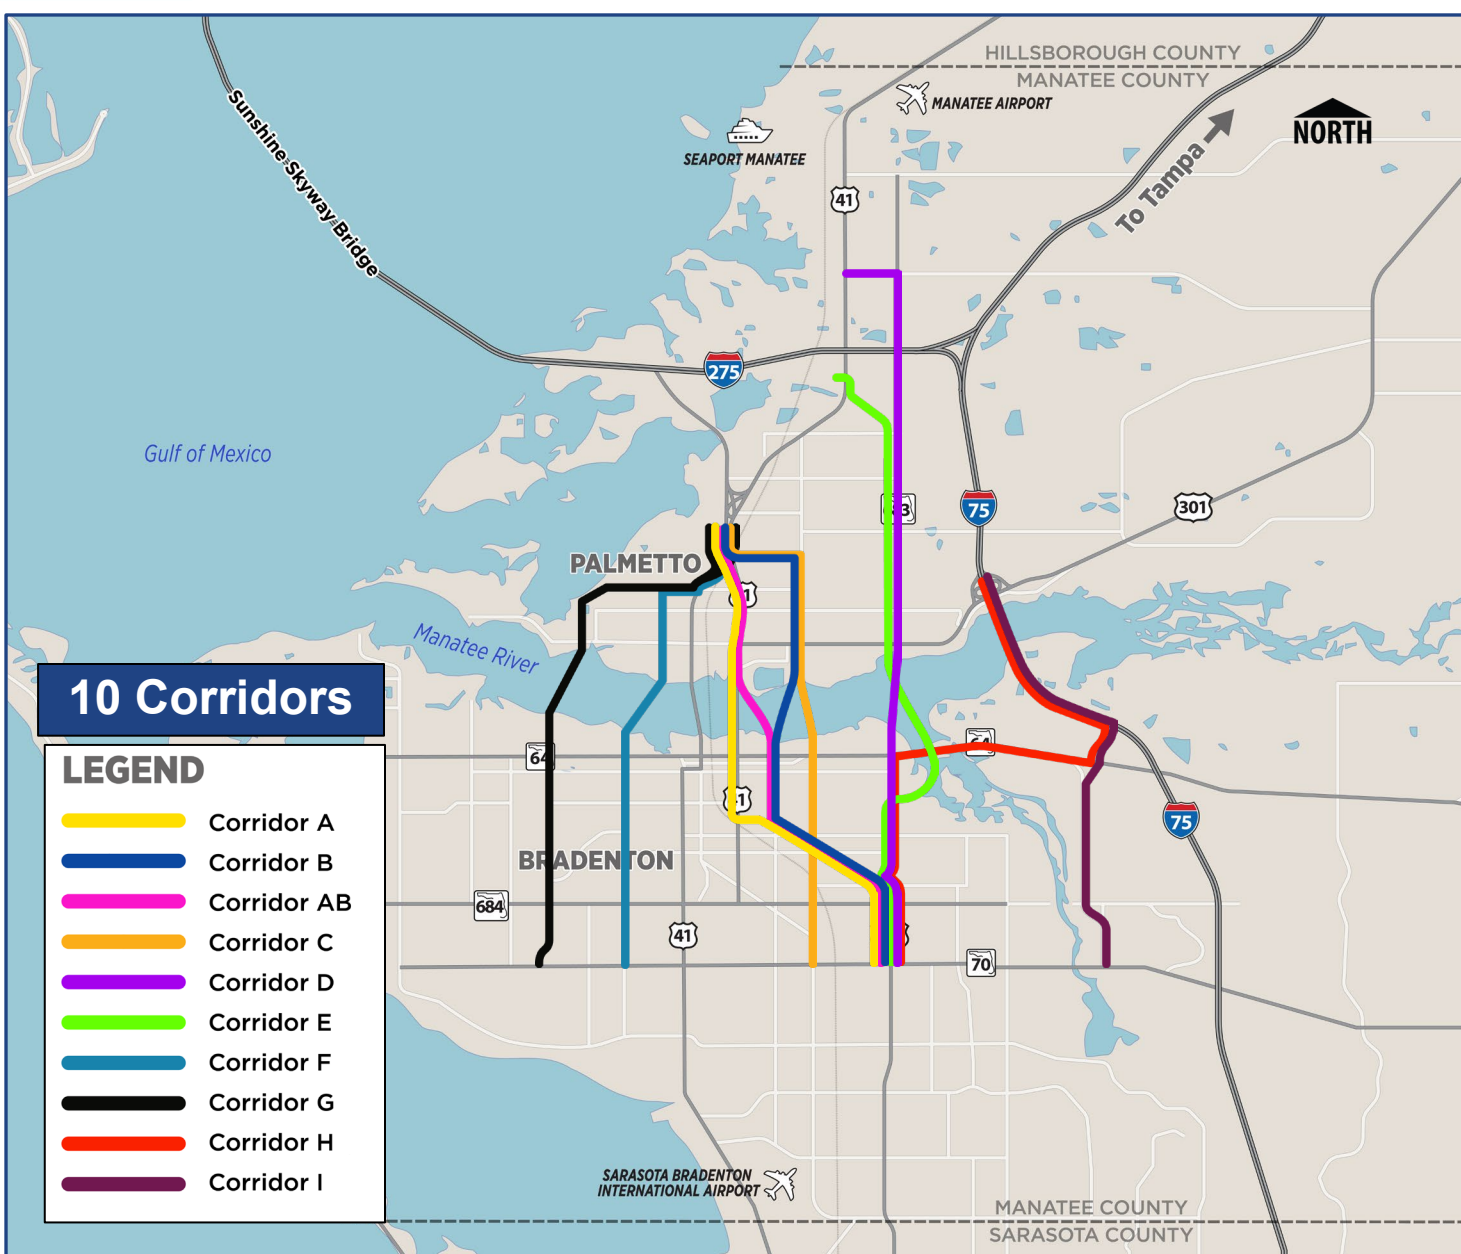 HILLSBOROUGH COUNTY
MANATEE COUNTY
MANATEE AIRPORT
NORTH
SEAPORT MANATEE
Sunshine Skyway Bridge
To Tampa
41
275
Gulf of Mexico
75
301
PALMETTO
Manatee River
10 Corridors
64
LEGEND
Corridor A
Corridor B
Corridor AB
Corridor C
Corridor D
Corridor E
Corridor F
Corridor G
Corridor H
Corridor I
75
BRADENTON
684
41
70
SARASOTA BRADENTON
INTERNATIONAL AIRPORT
MANATEE COUNTY
SARASOTA COUNTY